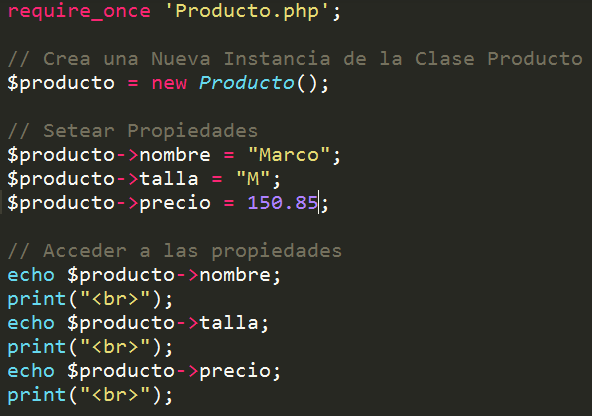 require_once 'Producto.php';
// Crea una Nueva Instancia de la Clase Producto
$producto = new Producto();
// Setear Propiedades
$producto->nombre = "Marco";
$producto->talla = "M";
$producto->precio = 150.85;
// Acceder a las propiedades
echo $producto->nombre;
print("<br>");
echo $producto->talla;
print("<br>");
echo $producto->precio;
print("<br>");